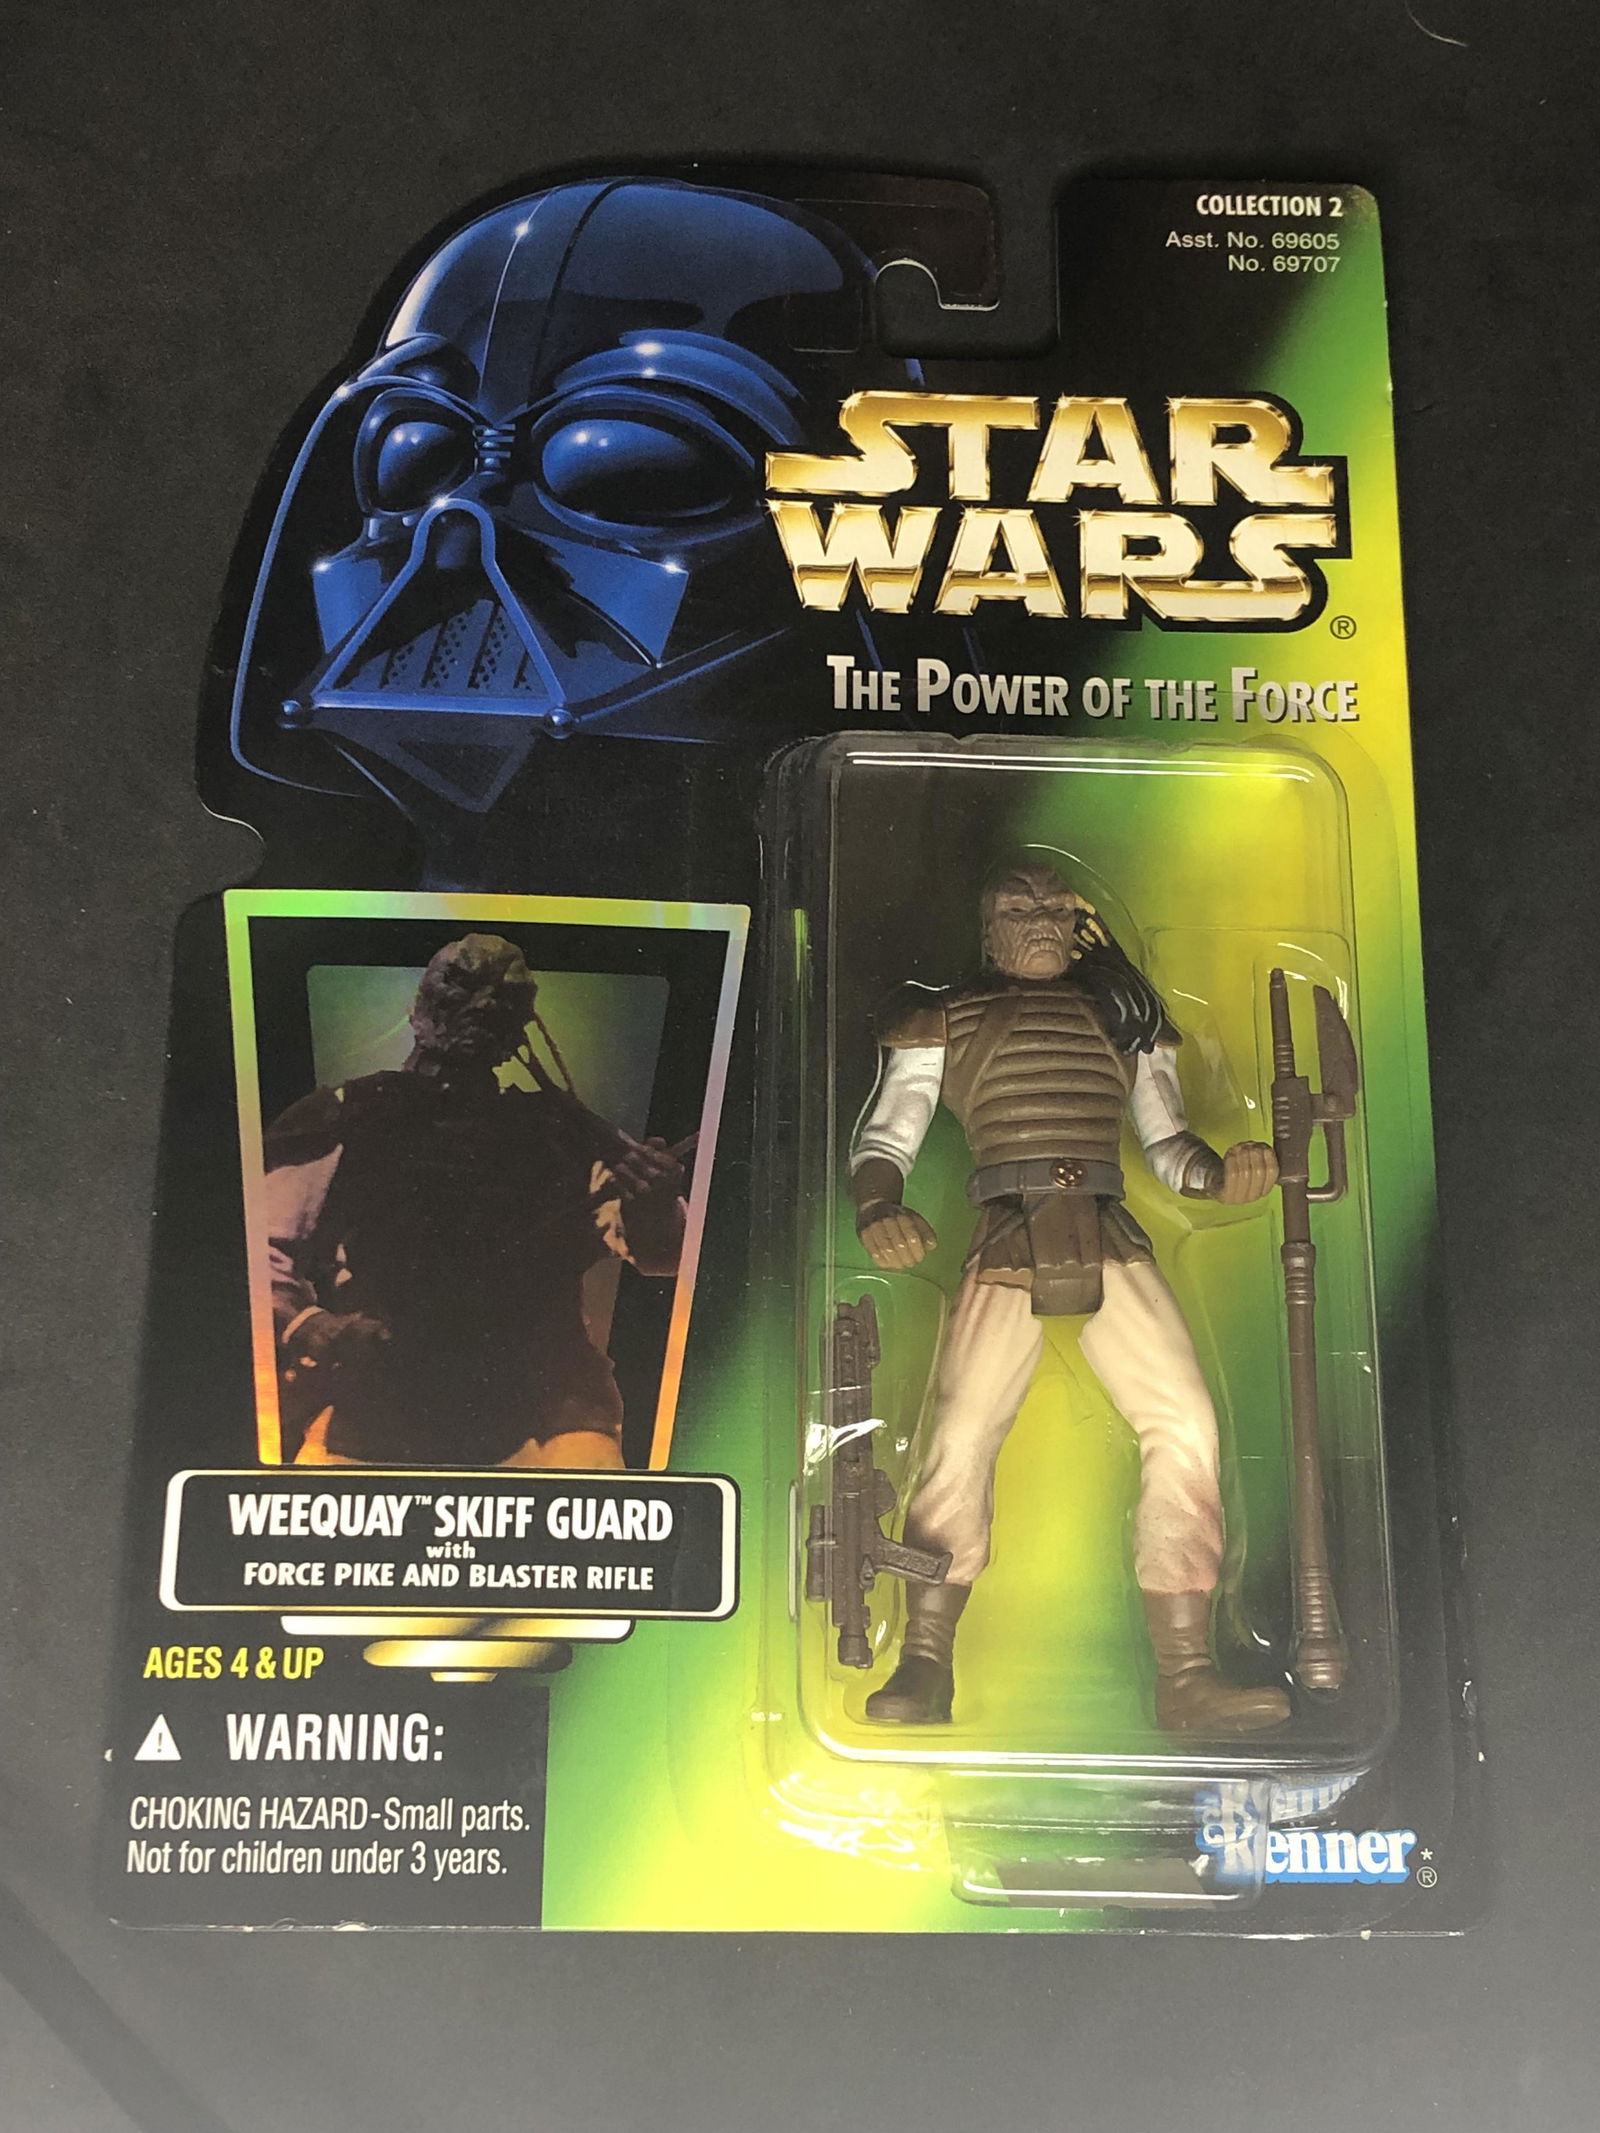 COLLECTION 2
Asst. No. 69605
No. 69707
STAR
WARS®
THE POWER OF THE FORCE
WEEQUAY™ SKIFF GUARD
with
FORCE PIKE AND BLASTER RIFLE
AGES 4 & UP
⚠ WARNING:
CHOKING HAZARD-Small parts.
Not for children under 3 years.
Kenner*®